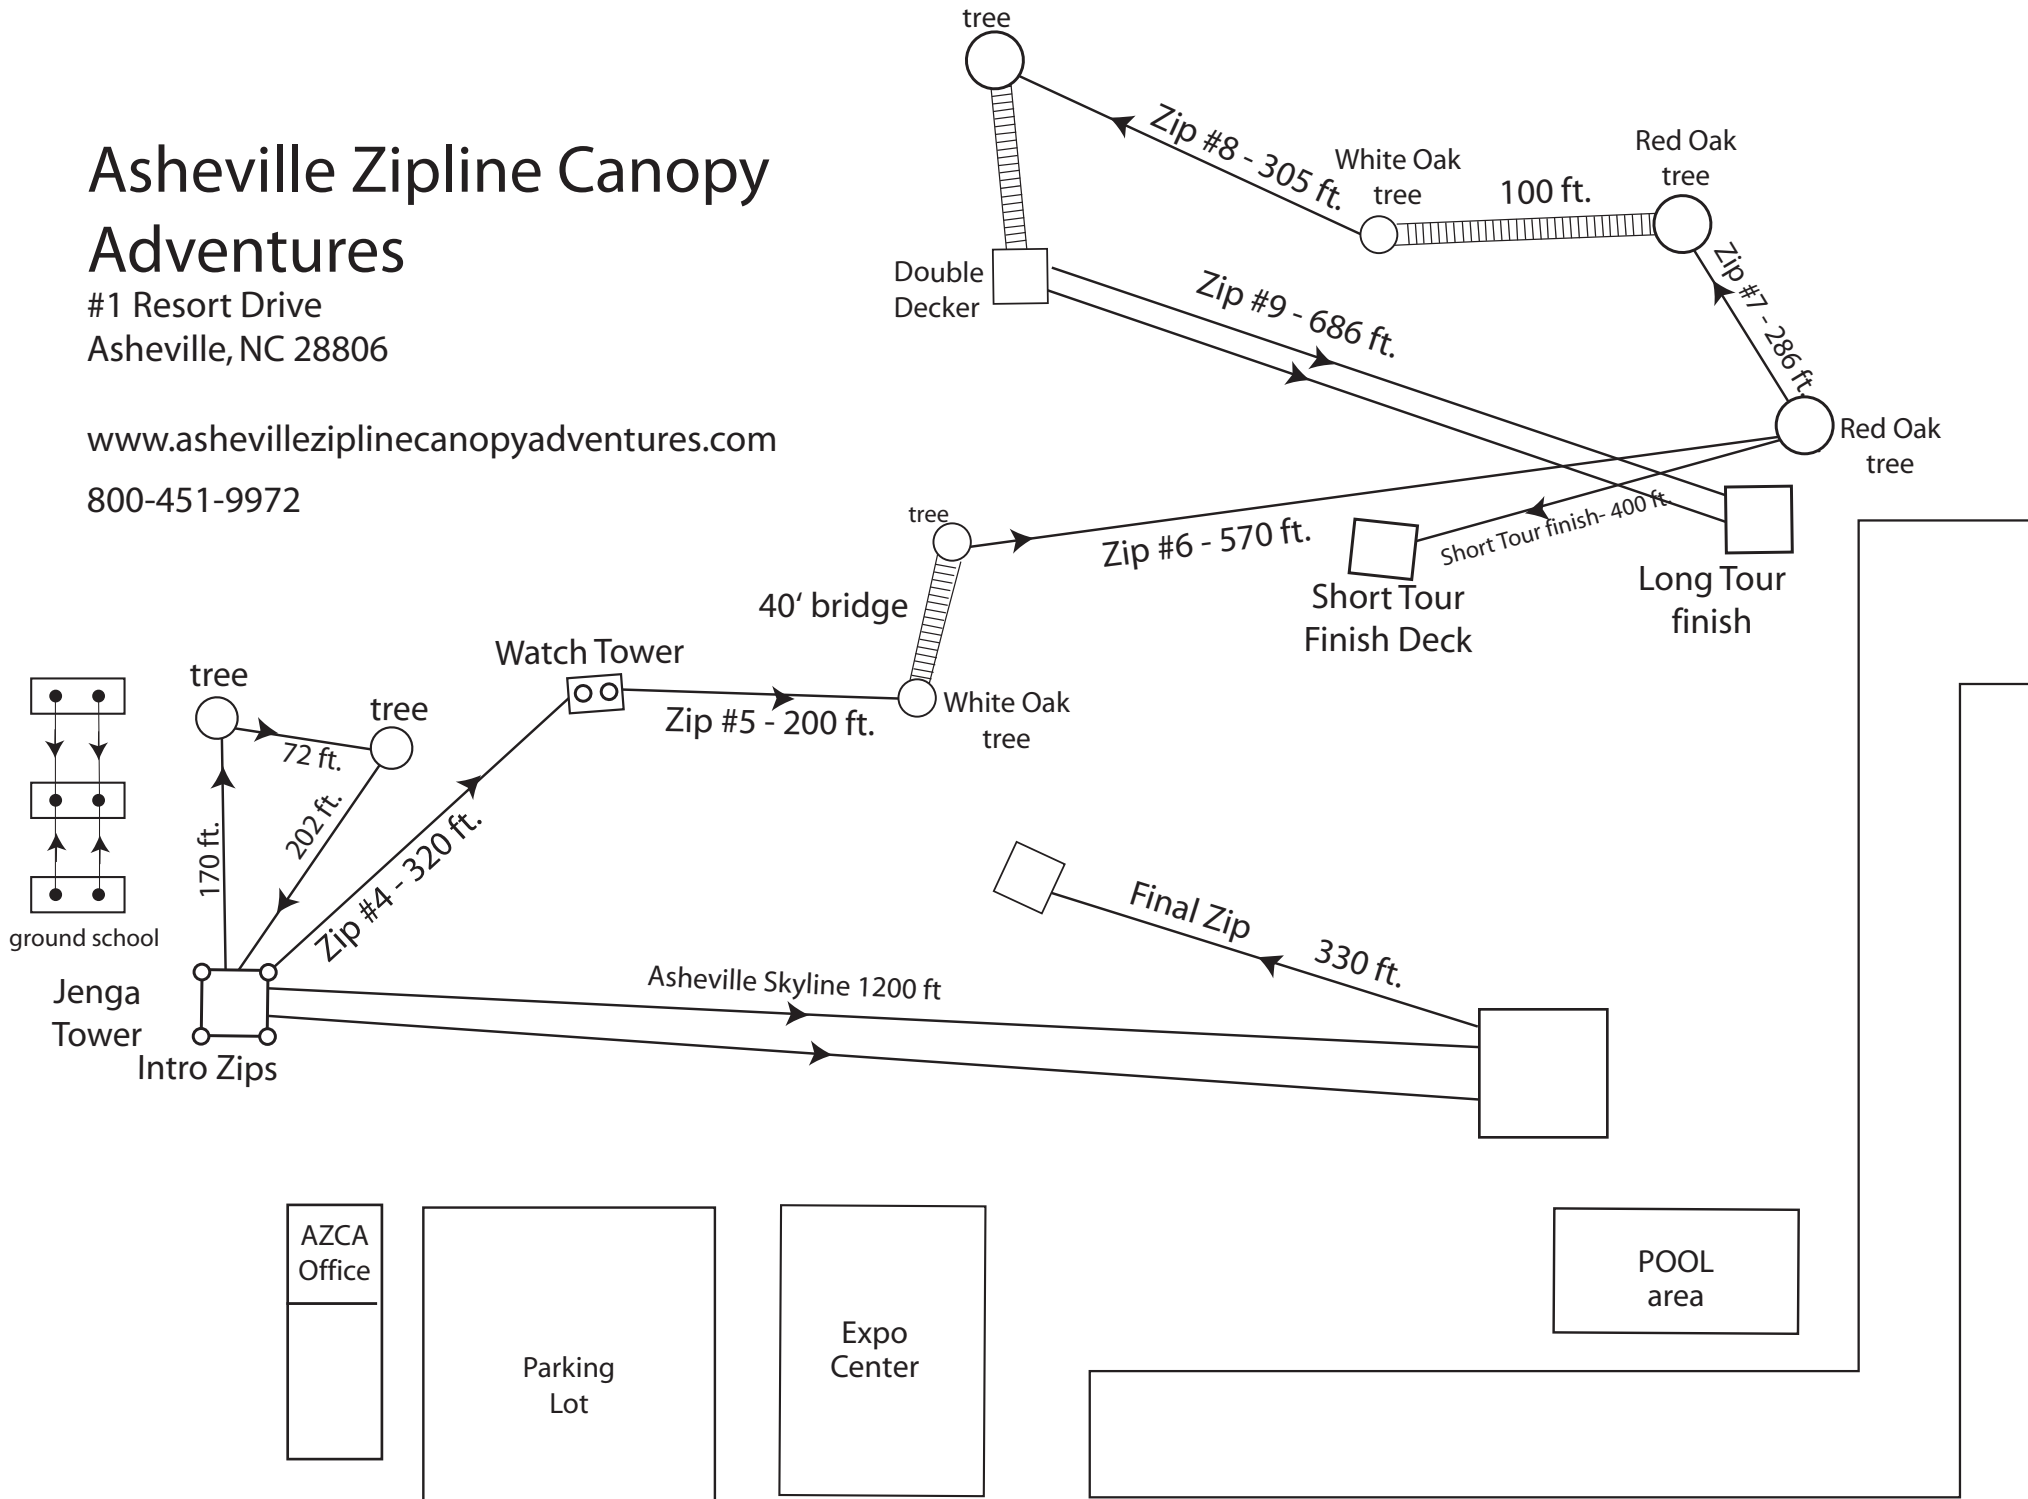 Asheville Zipline Canopy
Adventures
#1 Resort Drive
Asheville, NC 28806
www.ashevilleziplinecanopyadventures.com
800-451-9972
tree
Zip #8 - 305 ft.
White Oak
tree
100 ft.
Red Oak
tree
Double
Decker
Zip #9 - 686 ft.
Zip #7 - 286 ft.
Red Oak
tree
tree
Zip #6 - 570 ft.
Short Tour finish- 400 ft.
Short Tour
Finish Deck
Long Tour
finish
40‘ bridge
Watch Tower
Zip #5 - 200 ft.
White Oak
tree
tree
tree
72 ft.
170 ft.
202 ft.
Zip #4 - 320 ft.
ground school
Jenga
Tower
Intro Zips
Asheville Skyline 1200 ft
Final Zip
330 ft.
AZCA
Office
Parking
Lot
Expo
Center
POOL
area